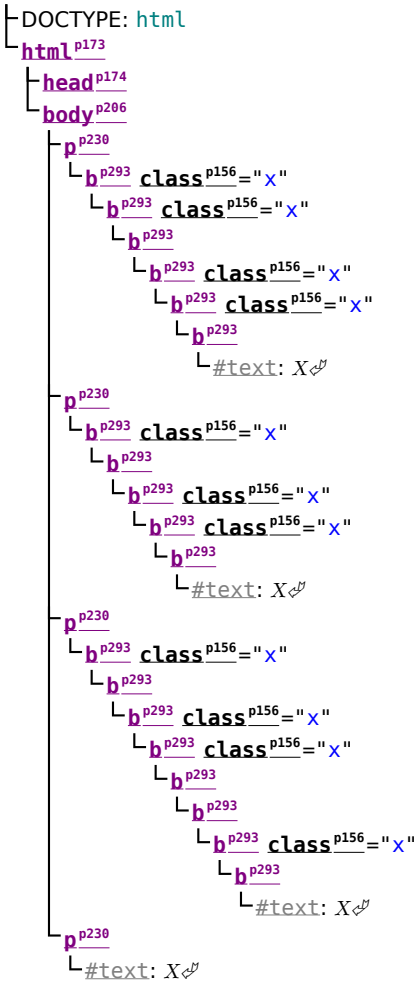 DOCTYPE: html
html p173
head p174
body p206
p p230
b p293 class p156="x"
b p293 class p156="x"
b p293
b p293 class p156="x"
b p293 class p156="x"
b p293
#text: X⏎
p p230
b p293 class p156="x"
b p293
b p293 class p156="x"
b p293 class p156="x"
b p293
#text: X⏎
p p230
b p293 class p156="x"
b p293
b p293 class p156="x"
b p293 class p156="x"
b p293
b p293
b p293 class p156="x"
b p293
#text: X⏎
p p230
#text: X⏎